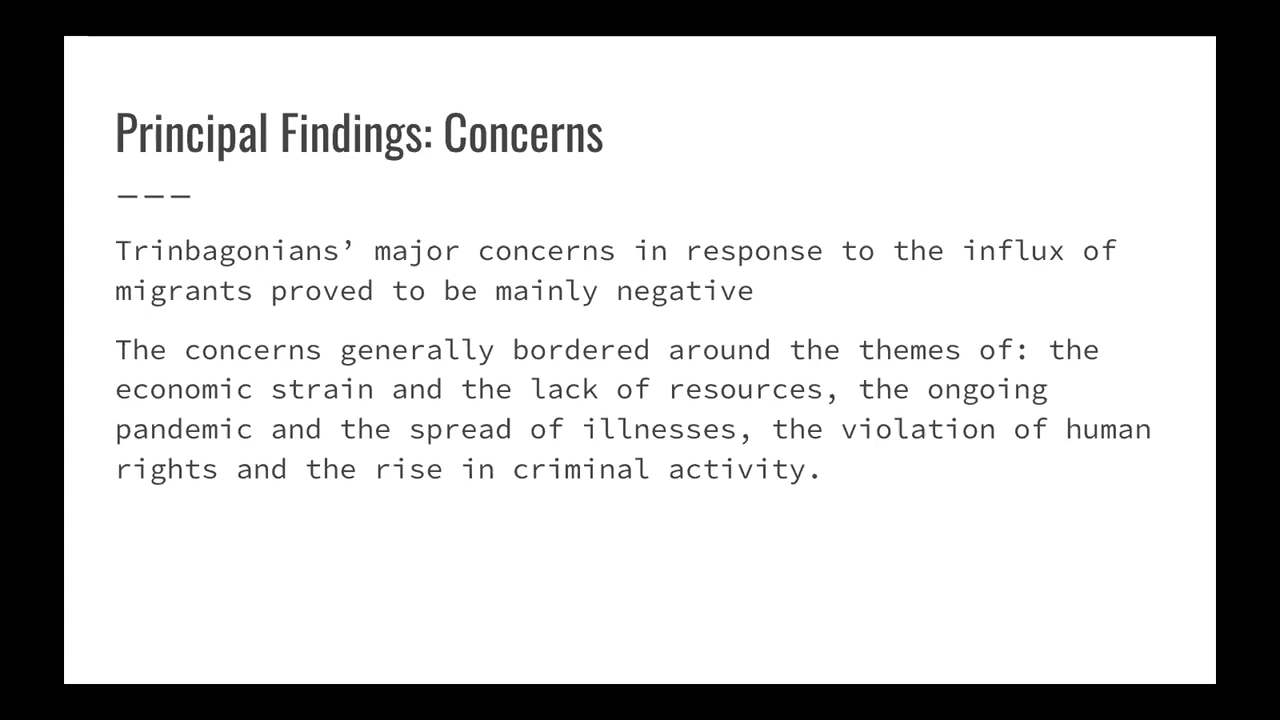 Principal Findings: Concerns
———
Trinbagonians’ major concerns in response to the influx of
migrants proved to be mainly negative
The concerns generally bordered around the themes of: the
economic strain and the lack of resources, the ongoing
pandemic and the spread of illnesses, the violation of human
rights and the rise in criminal activity.